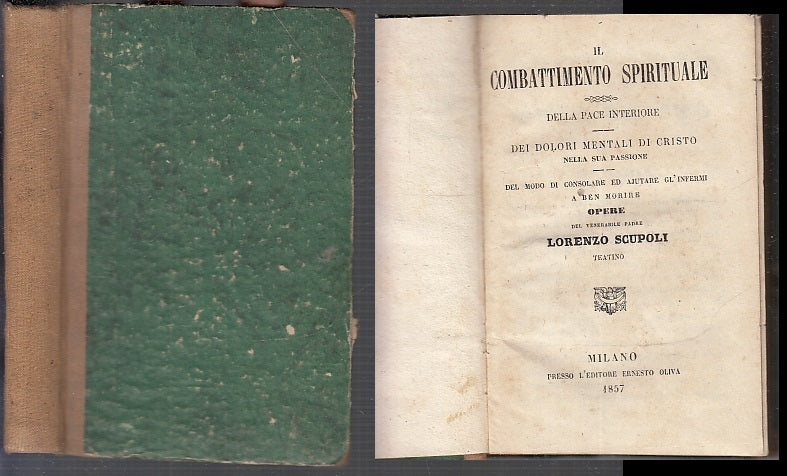 IL
COMBATTIMENTO SPIRITUALE
DELLA PACE INTERIORE
DEI DOLORI MENTALI DI CRISTO
NELLA SUA PASSIONE
DEL MODO DI CONSOLARE ED AJUTARE GL'INFERMI
A BEN MORIRE
OPERE
DEL VENERABILE PADRE
LORENZO SCUPOLI
TEATINO
MILANO
PRESSO L'EDITORE ERNESTO OLIVA
1857